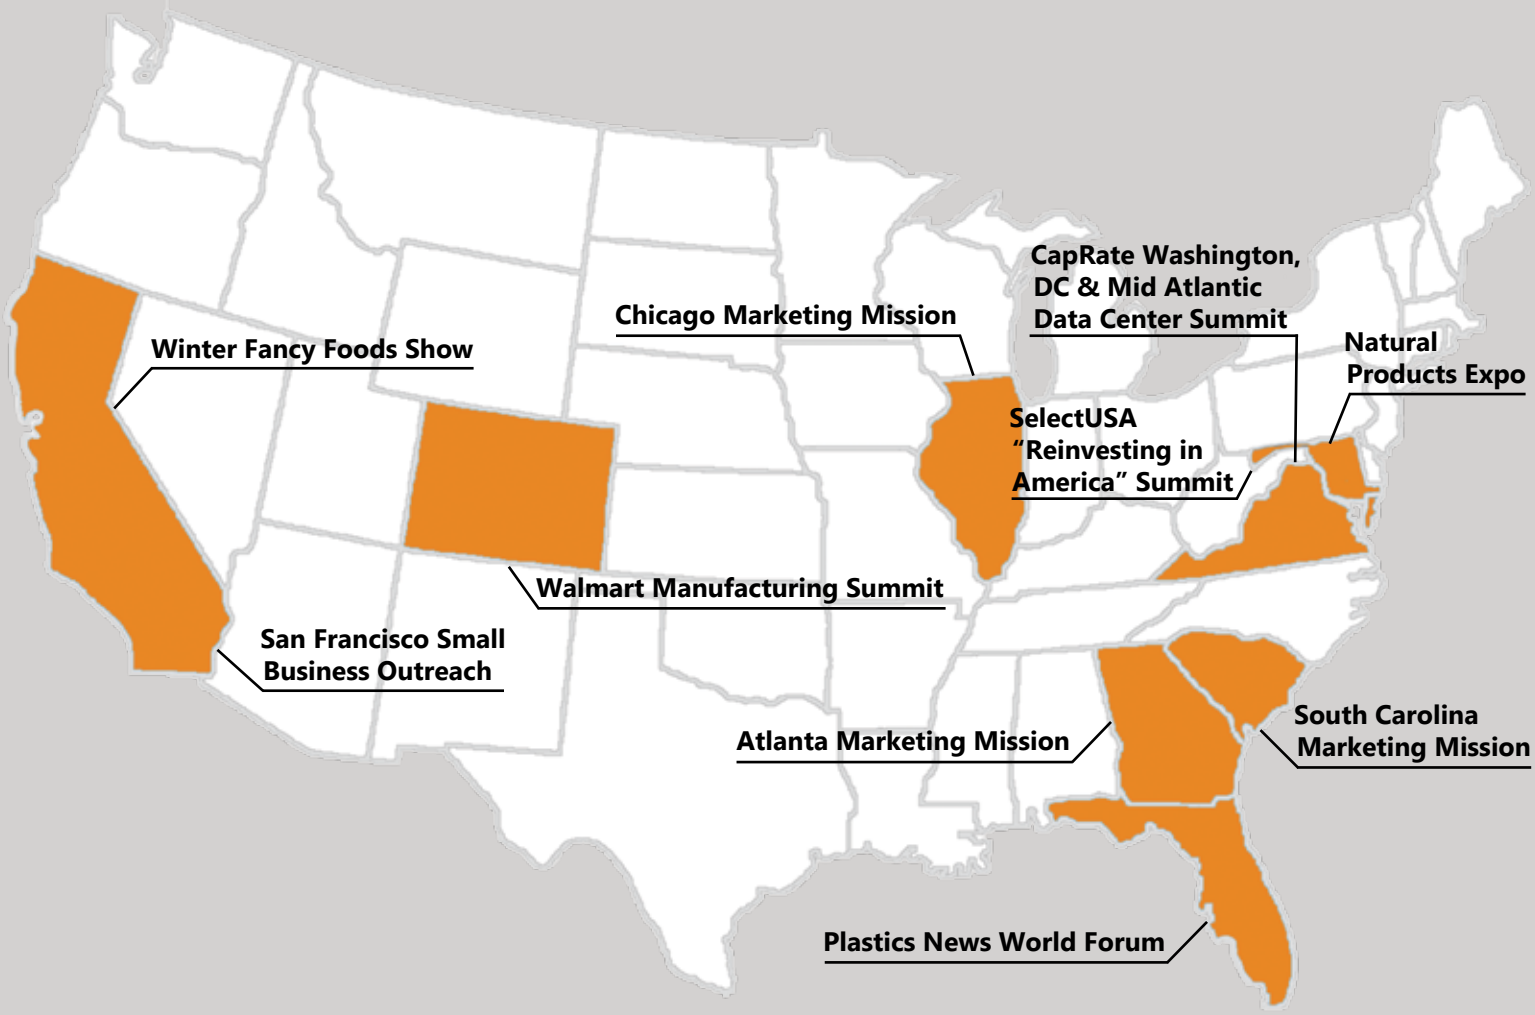 CapRate Washington,
DC & Mid Atlantic
Data Center Summit
Chicago Marketing Mission
Winter Fancy Foods Show
Natural
Products Expo
SelectUSA
“Reinvesting in
America” Summit
Walmart Manufacturing Summit
San Francisco Small
Business Outreach
South Carolina
Marketing Mission
Atlanta Marketing Mission
Plastics News World Forum